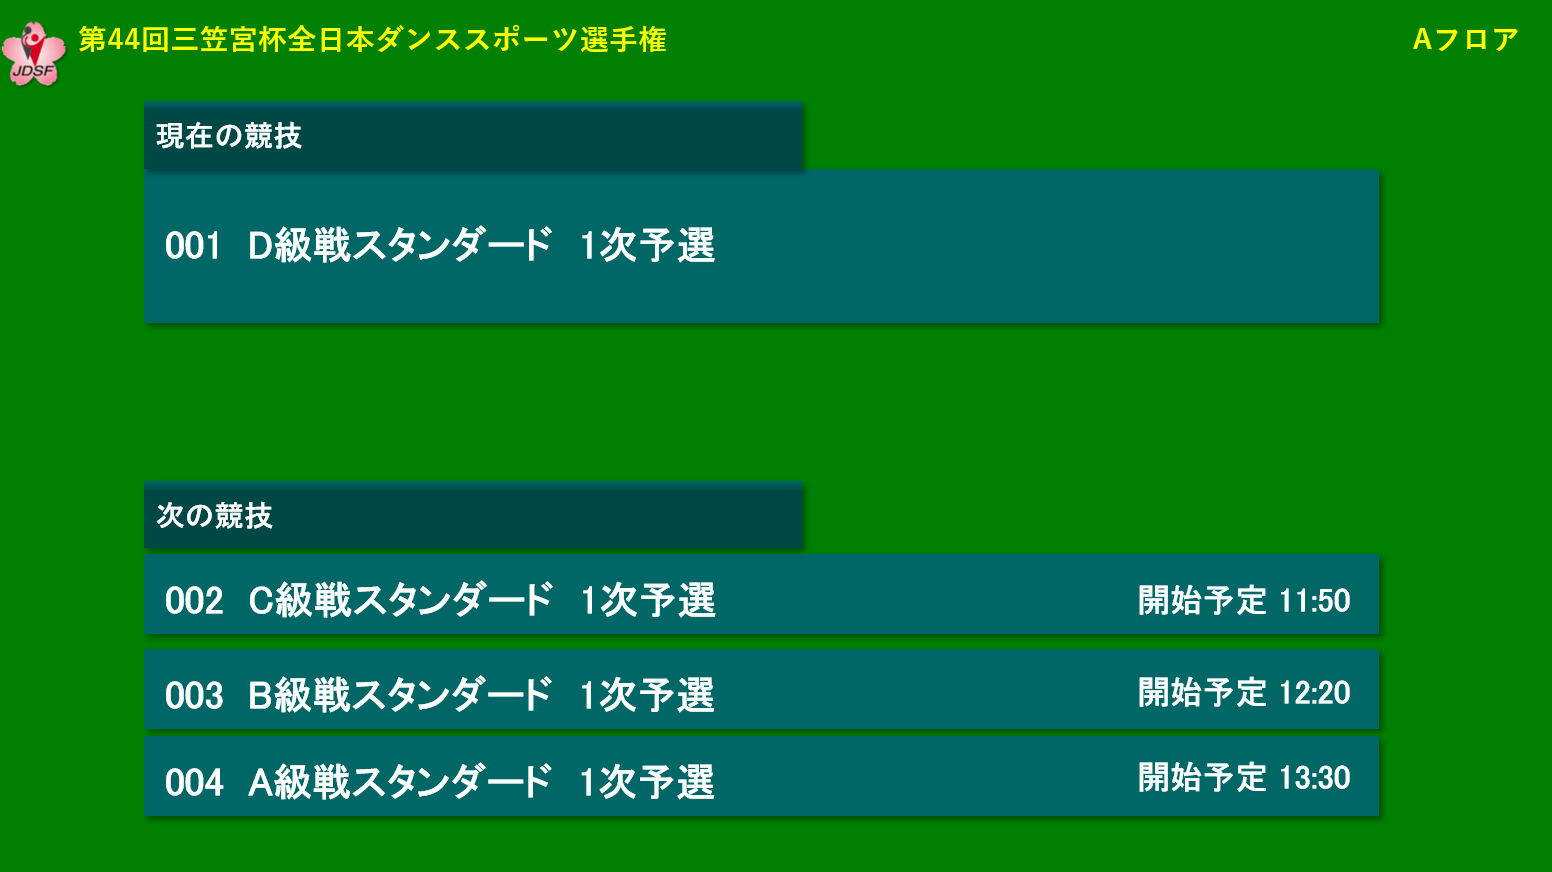 JDSF
第44回三笠宮杯全日本ダンススポーツ選手権
Aフロア
現在の競技
001　D級戦スタンダード　1次予選
次の競技
002　C級戦スタンダード　1次予選　開始予定 11:50
003　B級戦スタンダード　1次予選　開始予定 12:20
004　A級戦スタンダード　1次予選　開始予定 13:30